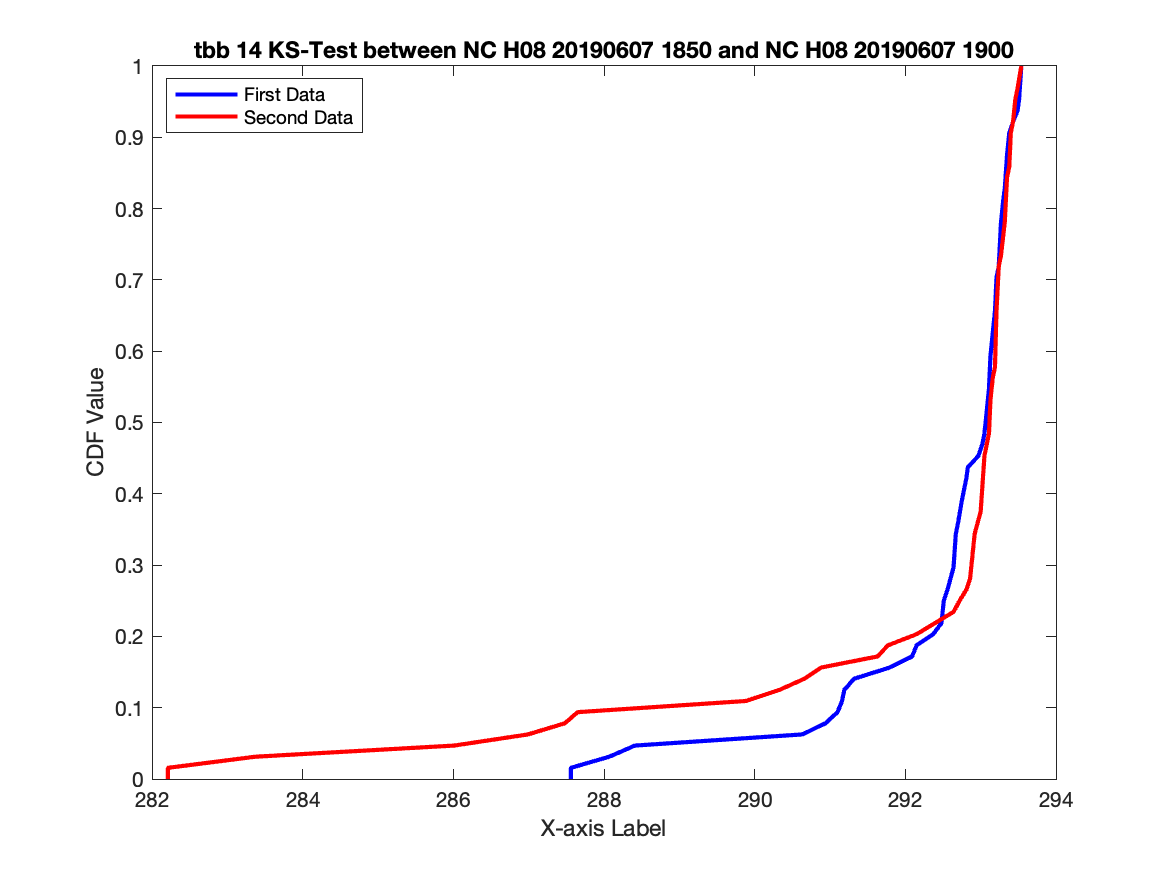 tbb 14 KS-Test between NC H08 20190607 1850 and NC H08 20190607 1900
First Data
Second Data
1
0.9
0.8
0.7
0.6
0.5
0.4
0.3
0.2
0.1
0
CDF Value
282 284 286 288 290 292 294
X-axis Label